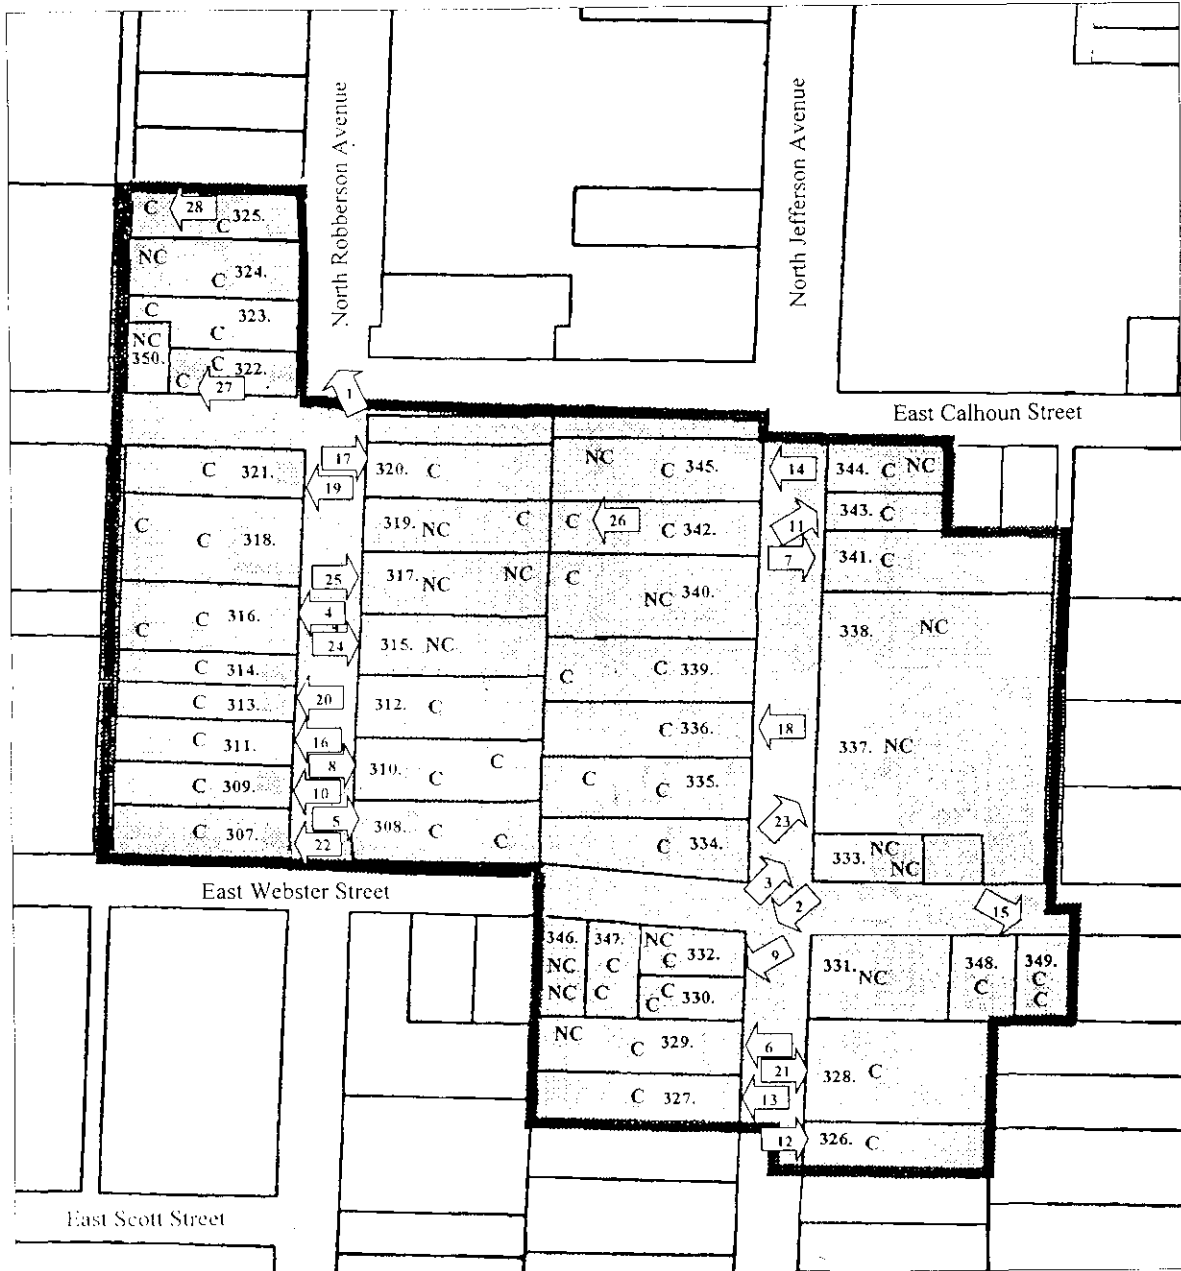 North Robberson Avenue
North Jefferson Avenue
C 28 C 325.
NC C 324.
C C 323.
NC 350. C 322.
C 27
1
East Calhoun Street
C 321.
17
19
320. C
NC C 345.
14
344. C NC
C C 318.
319. NC C
C 26 C 342.
11
343. C
7
341. C
25
317. NC NC
C NC 340.
C C 316.
4
24
315. NC
338. NC
C 314.
C C 339.
C 313.
20
312. C
C 336.
18
337. NC
C 311.
16
8
310. C C
C C 335.
C 309.
10
5
23
C 307.
22
308. C C
C 334.
333. NC NC
East Webster Street
3
2
15
346. NC NC
347. C C
NC C 332.
9
331. NC
348. C
349. C C
C C 330.
NC C 329.
6
21
328. C
C 327.
13
12
326. C
East Scott Street